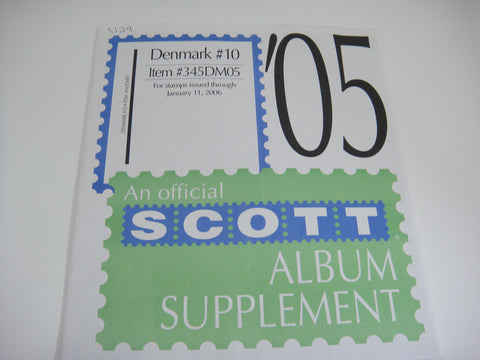 Denmark #10
Item #345DM05
For stamps issued through
January 11, 2006
'05
An official
SCOTT
ALBUM
SUPPLEMENT